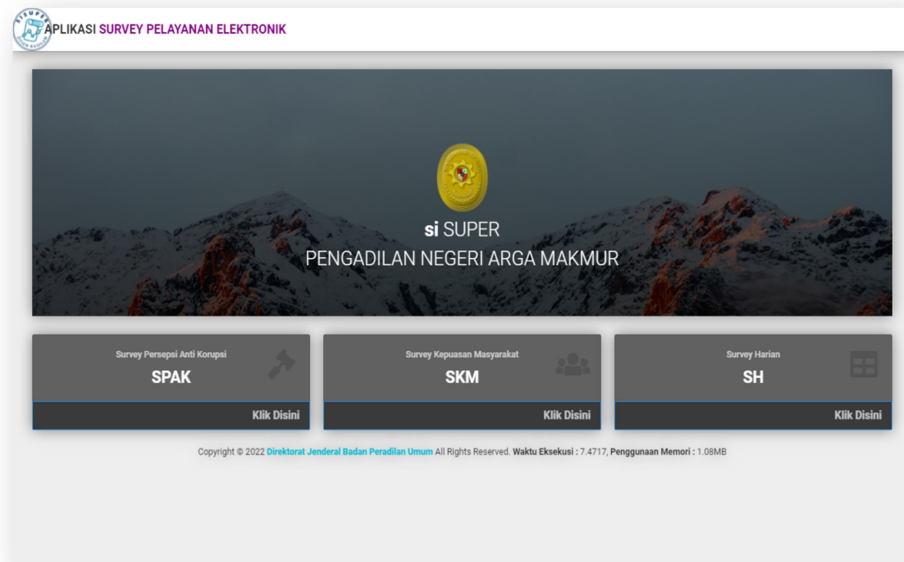 SISUPER
APLIKASI SURVEY PELAYANAN ELEKTRONIK
si SUPER
PENGADILAN NEGERI ARGA MAKMUR
Survey Persepsi Anti Korupsi
SPAK
Klik Disini
Survey Kepuasan Masyarakat
SKM
Klik Disini
Survey Harian
SH
Klik Disini
Copyright © 2022 Direktorat Jenderal Badan Peradilan Umum All Rights Reserved. Waktu Eksekusi : 7.4717, Penggunaan Memori : 1.08MB